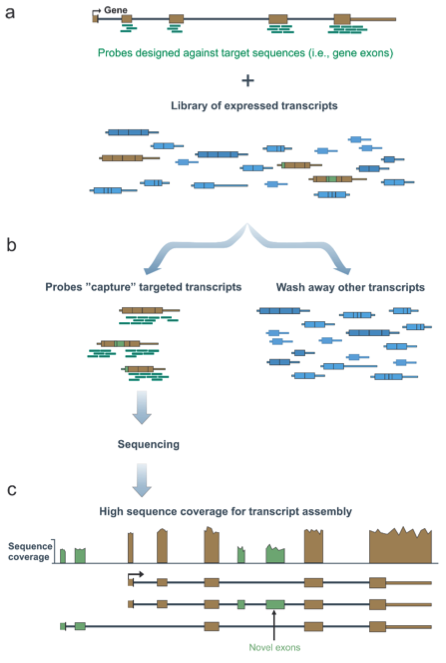 a
Gene
Probes designed against target sequences (i.e., gene exons)
+
Library of expressed transcripts
b
Probes "capture" targeted transcripts
Wash away other transcripts
Sequencing
c
High sequence coverage for transcript assembly
Sequence
coverage
Novel exons